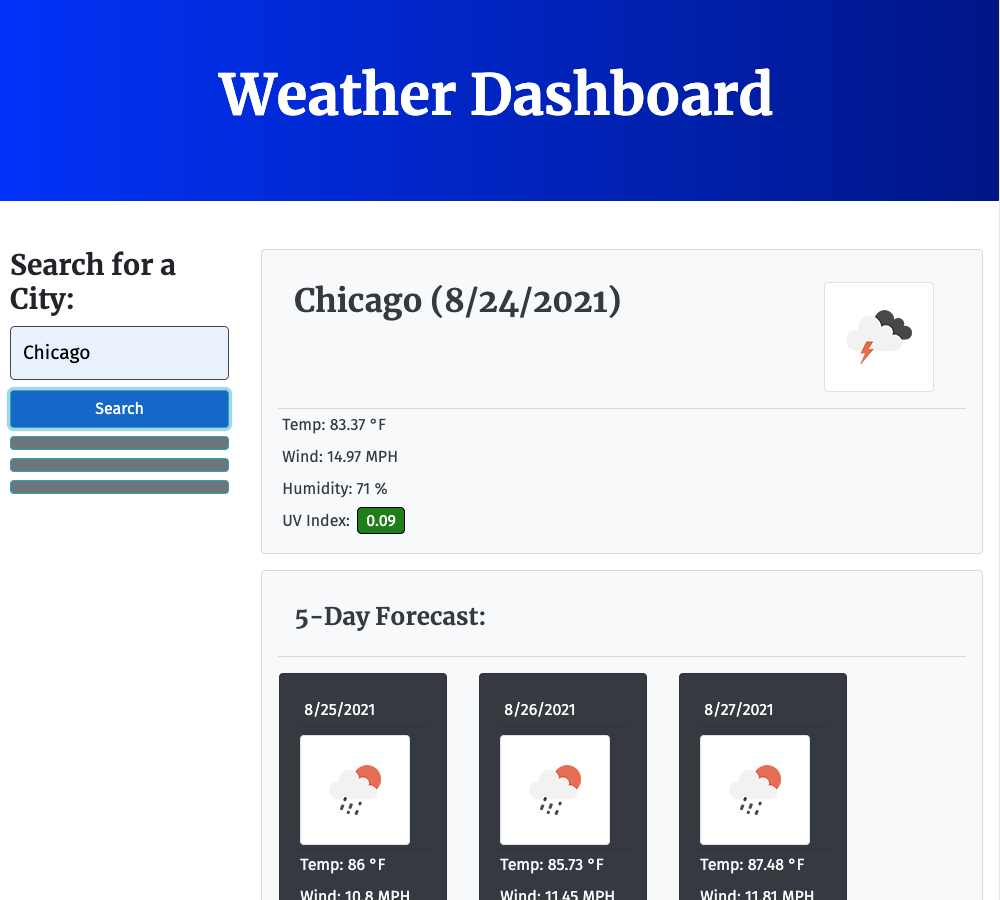 Weather Dashboard
Search for a
City:
Chicago
Search
Chicago (8/24/2021)
Temp: 83.37 °F
Wind: 14.97 MPH
Humidity: 71 %
UV Index: 0.09
5-Day Forecast:
8/25/2021
Temp: 86 °F
Wind: 10.8 MPH
8/26/2021
Temp: 85.73 °F
Wind: 11.45 MPH
8/27/2021
Temp: 87.48 °F
Wind: 11.81 MPH